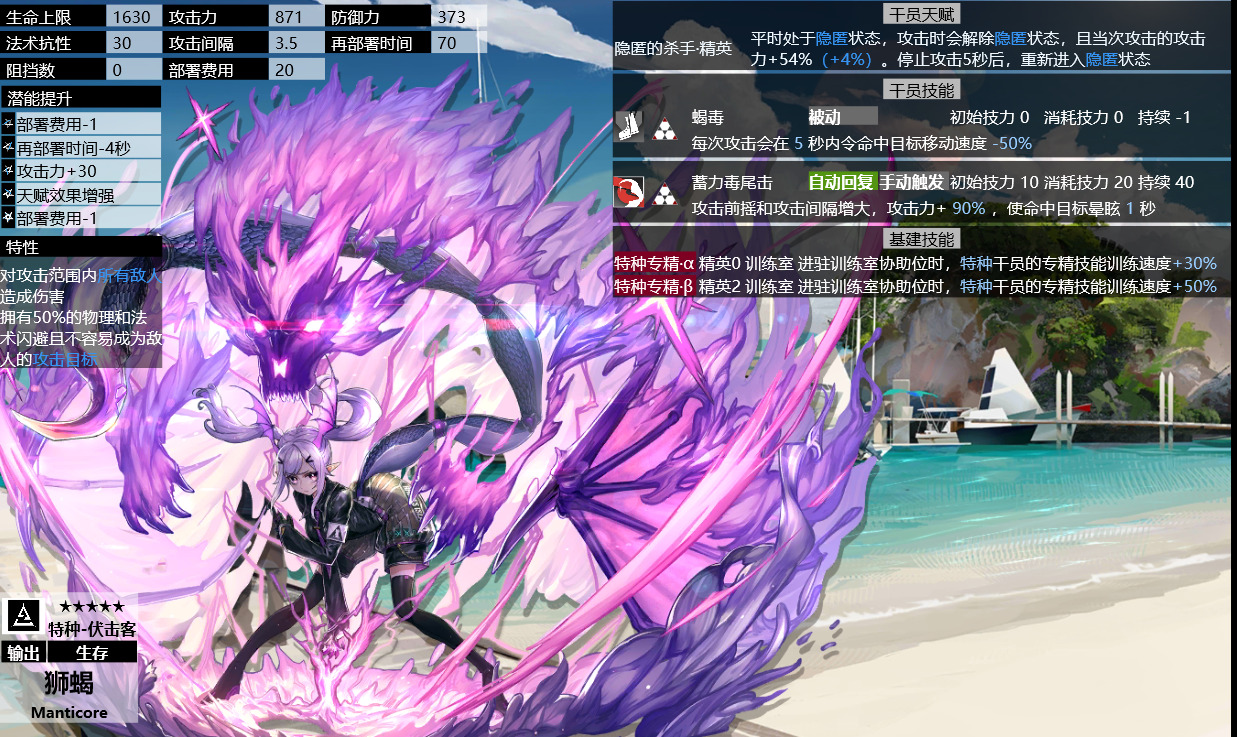 生命上限 1630 攻击力 871 防御力 373
法术抗性 30 攻击间隔 3.5 再部署时间 70
阻挡数 0 部署费用 20
潜能提升
部署费用-1
再部署时间-4秒
攻击力+30
天赋效果增强
部署费用-1
特性
对攻击范围内所有敌人
造成伤害
拥有50%的物理和法
术闪避且不容易成为敌
人的攻击目标
★★★★★
特种-伏击客
输出 生存
狮蝎
Manticore
干员天赋
隐匿的杀手·精英
平时处于隐匿状态，攻击时会解除隐匿状态，且当次攻击的攻击
力+54%（+4%）。停止攻击5秒后，重新进入隐匿状态
干员技能
蝎毒 被动 初始技力 0 消耗技力 0 持续 -1
每次攻击会在 5 秒内令命中目标移动速度 -50%
蓄力毒尾击 自动回复 手动触发 初始技力 10 消耗技力 20 持续 40
攻击前摇和攻击间隔增大，攻击力+ 90% ，使命中目标晕眩 1 秒
基建技能
特种专精·α 精英0 训练室 进驻训练室协助位时，特种干员的专精技能训练速度+30%
特种专精·β 精英2 训练室 进驻训练室协助位时，特种干员的专精技能训练速度+50%